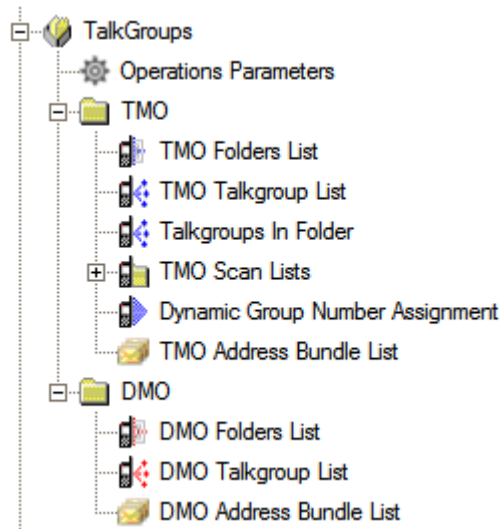 TalkGroups
Operations Parameters
TMO
TMO Folders List
TMO Talkgroup List
Talkgroups In Folder
TMO Scan Lists
Dynamic Group Number Assignment
TMO Address Bundle List
DMO
DMO Folders List
DMO Talkgroup List
DMO Address Bundle List